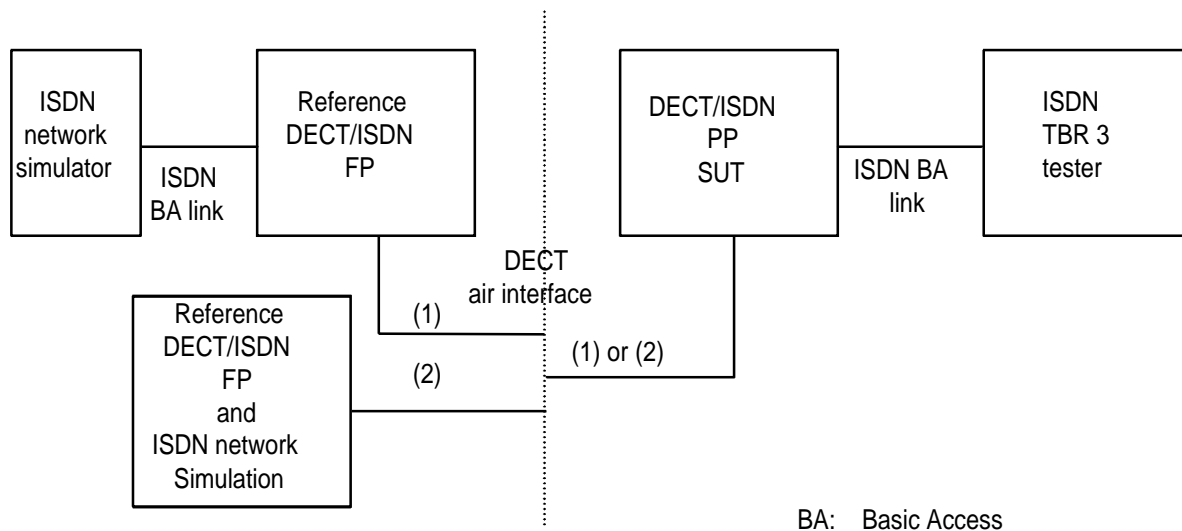 ISDN
network
simulator
ISDN
BA link
Reference
DECT/ISDN
FP
DECT/ISDN
PP
SUT
ISDN BA
link
ISDN
TBR 3
tester
DECT
air interface
(1)
(1) or (2)
(2)
Reference
DECT/ISDN
FP
and
ISDN network
Simulation
BA: Basic Access